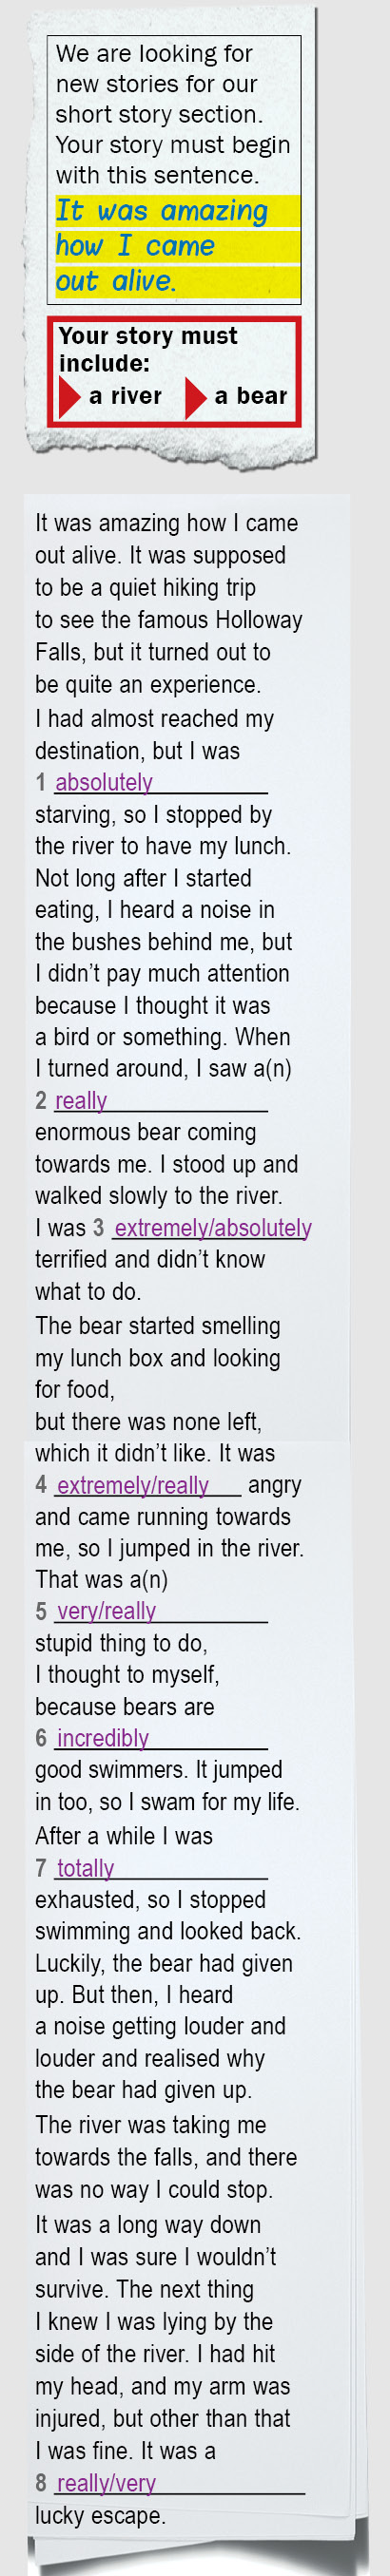 We are looking for
new stories for our
short story section.
Your story must begin
with this sentence.
It was amazing
how I came
out alive.
Your story must
include:
a river a bear
It was amazing how I came
out alive. It was supposed
to be a quiet hiking trip
to see the famous Holloway
Falls, but it turned out to
be quite an experience.
I had almost reached my
destination, but I was
1 absolutely
starving, so I stopped by
the river to have my lunch.
Not long after I started
eating, I heard a noise in
the bushes behind me, but
I didn’t pay much attention
because I thought it was
a bird or something. When
I turned around, I saw a(n)
2 really
enormous bear coming
towards me. I stood up and
walked slowly to the river.
I was 3 extremely/absolutely
terrified and didn’t know
what to do.
The bear started smelling
my lunch box and looking
for food,
but there was none left,
which it didn’t like. It was
4 extremely/really angry
and came running towards
me, so I jumped in the river.
That was a(n)
5 very/really
stupid thing to do,
I thought to myself,
because bears are
6 incredibly
good swimmers. It jumped
in too, so I swam for my life.
After a while I was
7 totally
exhausted, so I stopped
swimming and looked back.
Luckily, the bear had given
up. But then, I heard
a noise getting louder and
louder and realised why
the bear had given up.
The river was taking me
towards the falls, and there
was no way I could stop.
It was a long way down
and I was sure I wouldn’t
survive. The next thing
I knew I was lying by the
side of the river. I had hit
my head, and my arm was
injured, but other than that
I was fine. It was a
8 really/very
lucky escape.